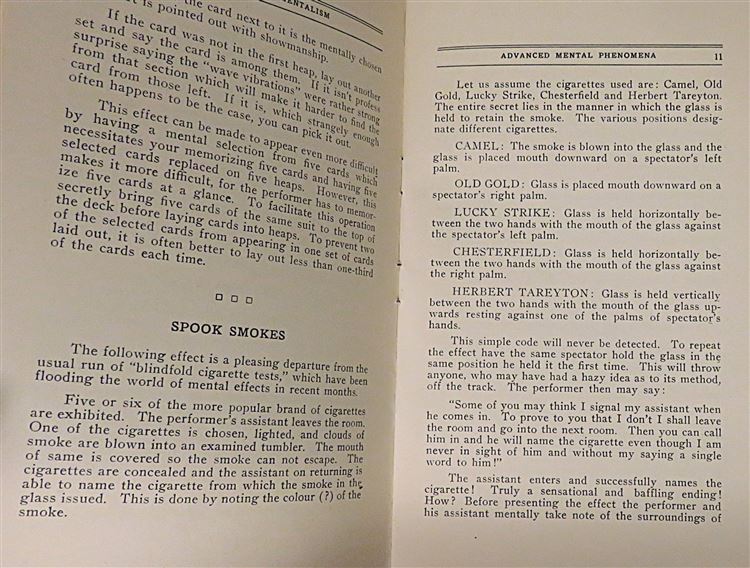 MENTALISM
the card next to it is the mentally chosen
it is pointed out with showmanship.
If the card was not in the first heap, lay out another
set and say the card is among them. If it isn't profess
surprise saying the "wave vibrations" were rather strong
from that section which will make it harder to find the
card from those left. If it is, which strangely enough
often happens to be the case, you can pick it out.
This effect can be made to appear even more difficult
by having a mental selection from five cards which
necessitates your memorizing five cards and having five
selected cards replaced on five heaps. However, this
makes it more difficult, for the performer has to memor-
ize five cards at a glance. To facilitate this operation
secretly bring five cards of the same suit to the top of
the deck before laying cards into heaps. To prevent two
of the selected cards from appearing in one set of cards
laid out, it is often better to lay out less than one-third
of the cards each time.
SPOOK SMOKES
The following effect is a pleasing departure from the
usual run of "blindfold cigarette tests," which have been
flooding the world of mental effects in recent months.
Five or six of the more popular brand of cigarettes
are exhibited. The performer's assistant leaves the room.
One of the cigarettes is chosen, lighted, and clouds of
smoke are blown into an examined tumbler. The mouth
of same is covered so the smoke can not escape. The
cigarettes are concealed and the assistant on returning is
able to name the cigarette from which the smoke in the
glass issued. This is done by noting the colour (?) of the
smoke.
ADVANCED MENTAL PHENOMENA 11
Let us assume the cigarettes used are: Camel, Old
Gold, Lucky Strike, Chesterfield and Herbert Tareyton.
The entire secret lies in the manner in which the glass
is held to retain the smoke. The various positions desig-
nate different cigarettes.
CAMEL: The smoke is blown into the glass and the
glass is placed mouth downward on a spectator's left
palm.
OLD GOLD: Glass is placed mouth downward on a
spectator's right palm.
LUCKY STRIKE: Glass is held horizontally be-
tween the two hands with the mouth of the glass against
the spectator's left palm.
CHESTERFIELD: Glass is held horizontally be-
tween the two hands with the mouth of the glass against
the right palm.
HERBERT TAREYTON: Glass is held vertically
between the two hands with the mouth of the glass up-
wards resting against one of the palms of spectator's
hands.
This simple code will never be detected. To repeat
the effect have the same spectator hold the glass in the
same position he held it the first time. This will throw
anyone, who may have had a hazy idea as to its method,
off the track. The performer then may say:
"Some of you may think I signal my assistant when
he comes in. To prove to you that I don't I shall leave
the room and go into the next room. Then you can call
him in and he will name the cigarette even though I am
never in sight of him and without my saying a single
word to him!"
The assistant enters and successfully names the
cigarette! Truly a sensational and baffling ending!
How? Before presenting the effect the performer and
his assistant mentally take note of the surroundings of